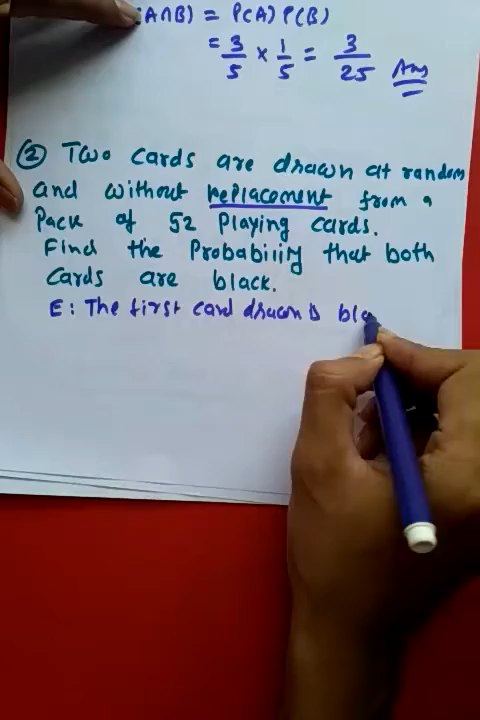 (A∩B) = P(A) P(B)
= 3/5 × 1/5 = 3/25 Ans
② Two cards are drawn at random
and without replacement from a
Pack of 52 Playing cards.
Find the Probability that both
cards are black.
E: The first card drawn is bla